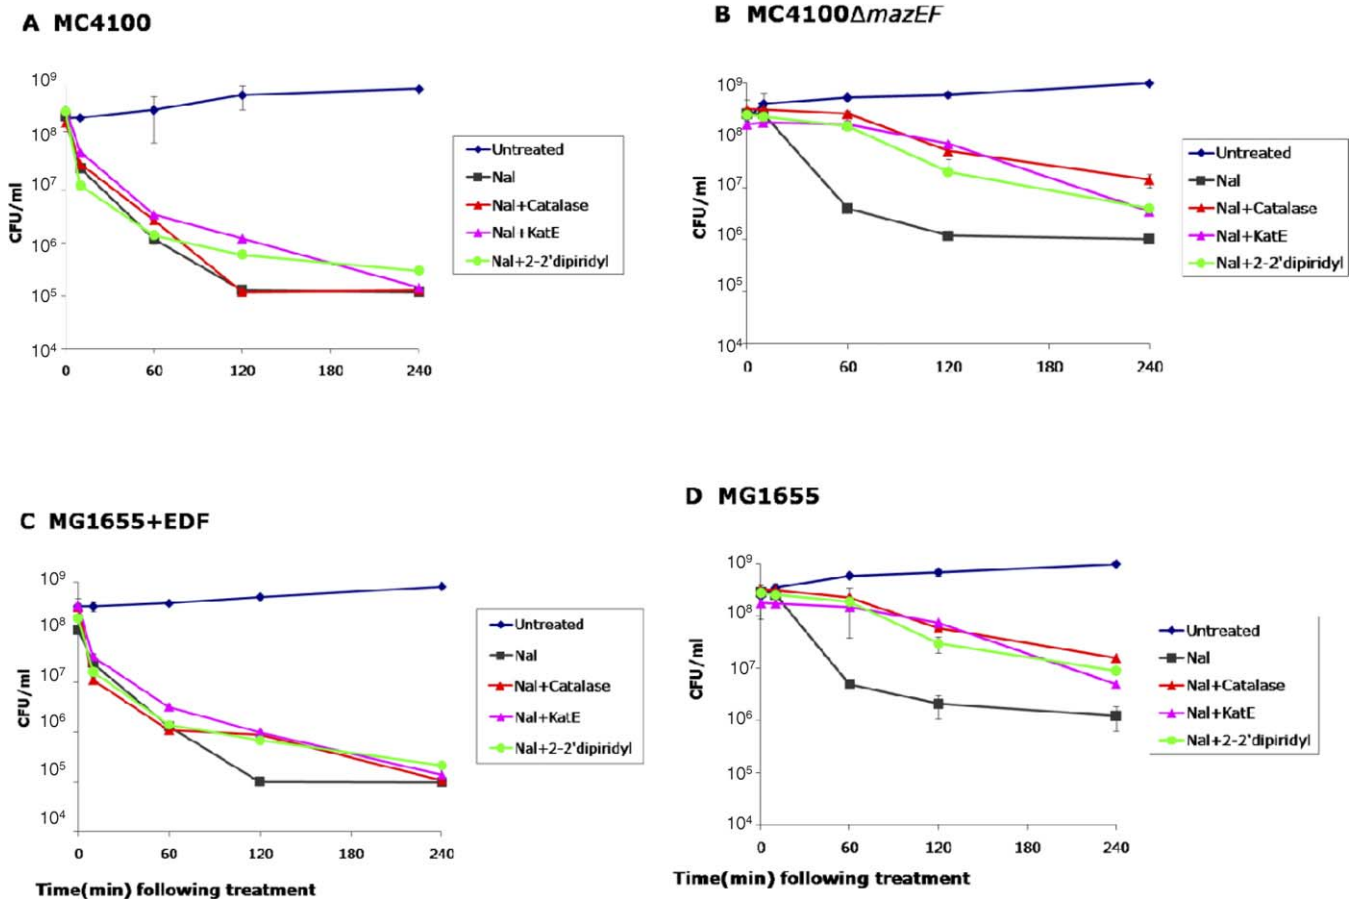 A MC4100
10⁹
10⁸
10⁷
10⁶
10⁵
10⁴
CFU/ml
0 60 120 180 240
Untreated
Nal
Nal+Catalase
Nal+KatE
Nal+2-2'dipiridyl
B MC4100ΔmazEF
10⁹
10⁸
10⁷
10⁶
10⁵
10⁴
CFU/ml
0 60 120 180 240
Untreated
Nal
Nal+Catalase
Nal+KatE
Nal+2-2'dipiridyl
C MG1655+EDF
10⁹
10⁸
10⁷
10⁶
10⁵
10⁴
CFU/ml
0 60 120 180 240
Time(min) following treatment
Untreated
Nal
Nal+Catalase
Nal+KatE
Nal+2-2'dipiridyl
D MG1655
10⁹
10⁸
10⁷
10⁶
10⁵
10⁴
CFU/ml
0 60 120 180 240
Time(min) following treatment
Untreated
Nal
Nal+Catalase
Nal+KatE
Nal+2-2'dipiridyl